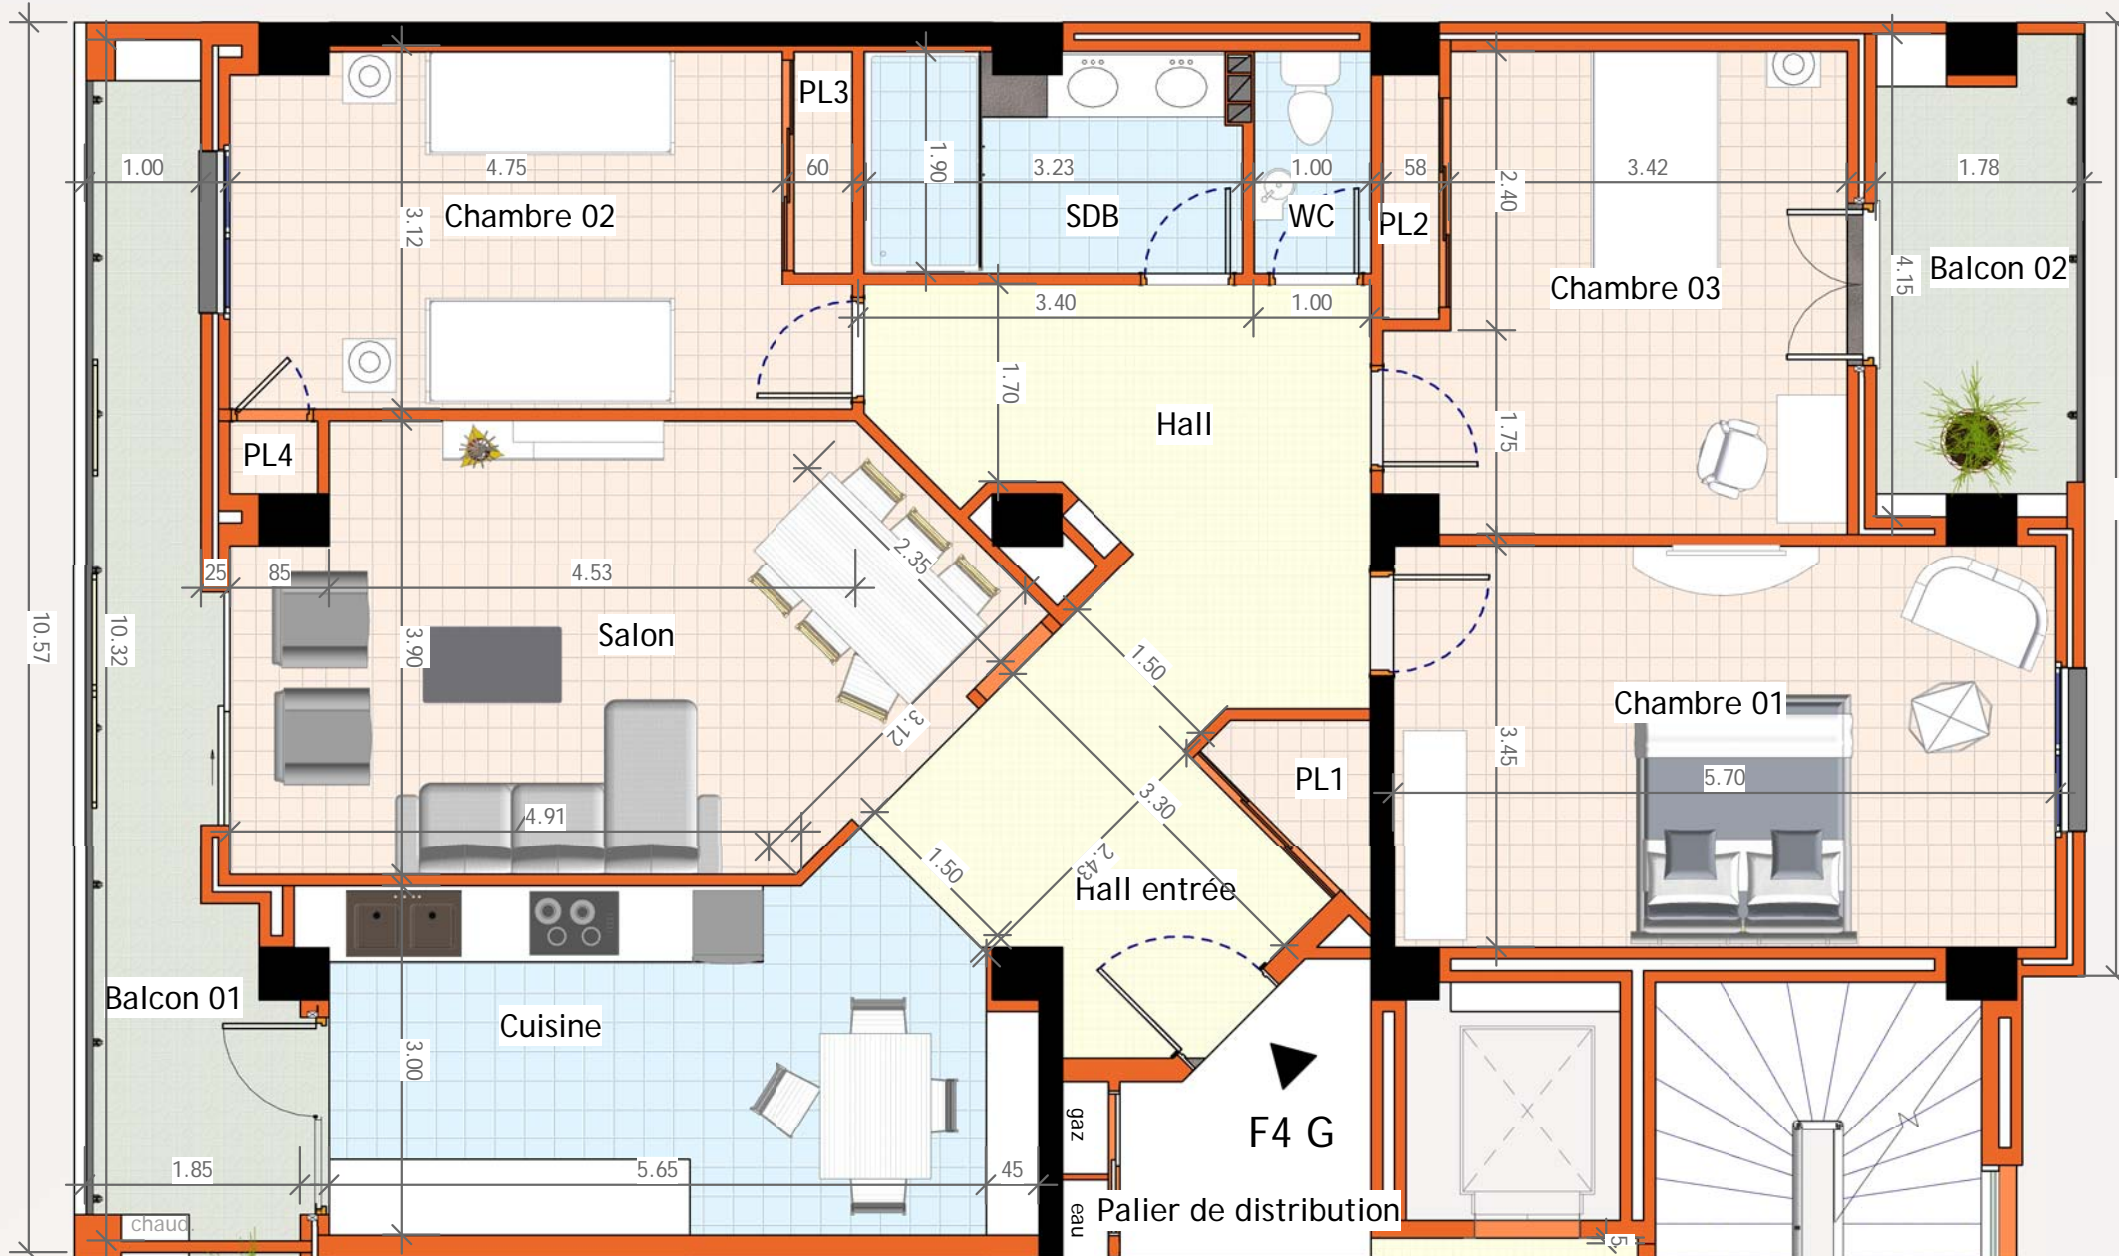 PL3
1.00
4.75
60
1.90
3.23
1.00
58
2.40
3.42
1.78
3.12
Chambre 02
SDB
WC
PL2
Chambre 03
4.15
Balcon 02
3.40
1.00
1.70
Hall
1.75
PL4
2.35
25
85
4.53
10.57
10.32
3.90
Salon
1.50
3.12
Chambre 01
3.45
5.70
PL1
3.30
4.91
1.50
2.43
Hall entrée
Balcon 01
Cuisine
3.00
gaz
F4 G
1.85
5.65
45
eau
Palier de distribution
chaud.
5